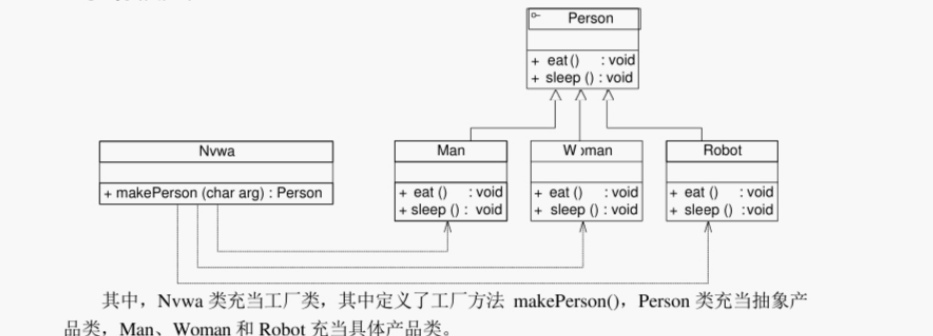 Person
+ eat() : void
+ sleep () : void
Nvwa
+ makePerson (char arg) : Person
Man
+ eat () : void
+ sleep () : void
Woman
+ eat () : void
+ sleep () : void
Robot
+ eat () : void
+ sleep () :void
其中，Nvwa 类充当工厂类，其中定义了工厂方法 makePerson()，Person 类充当抽象产
品类，Man、Woman 和 Robot 充当具体产品类。